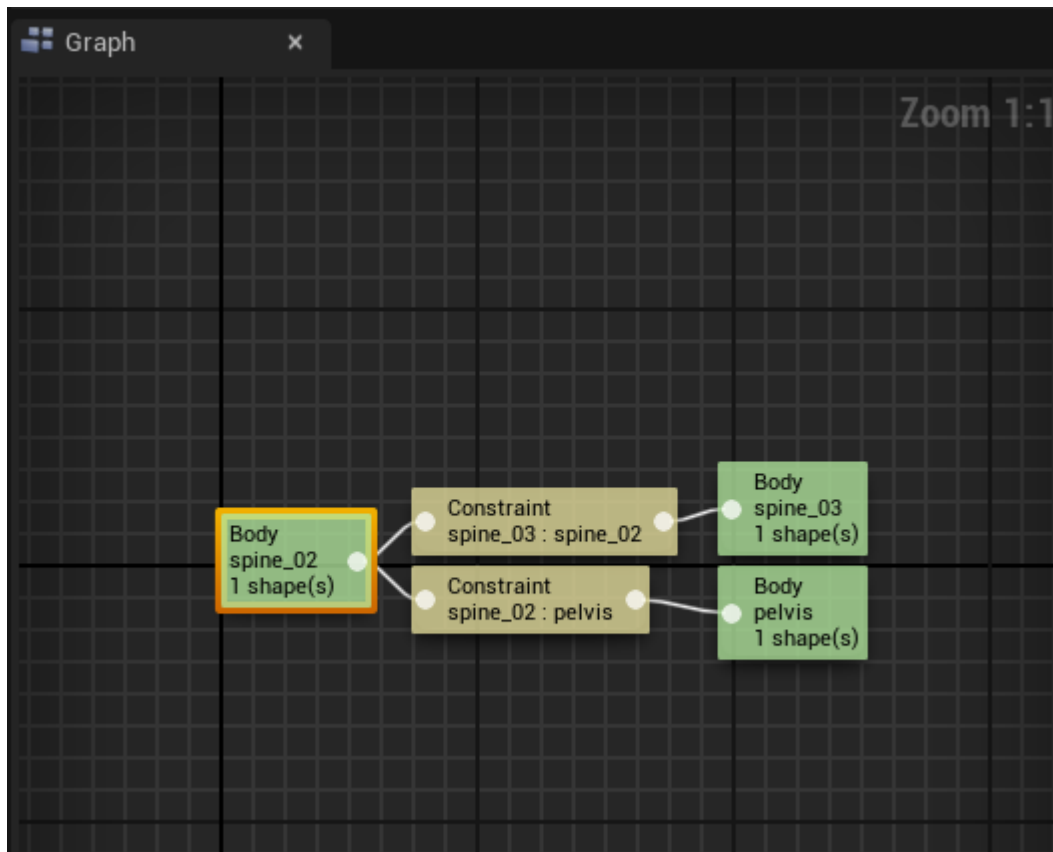 Graph
Zoom 1:1
Body
spine_02
1 shape(s)
Constraint
spine_03 : spine_02
Constraint
spine_02 : pelvis
Body
spine_03
1 shape(s)
Body
pelvis
1 shape(s)